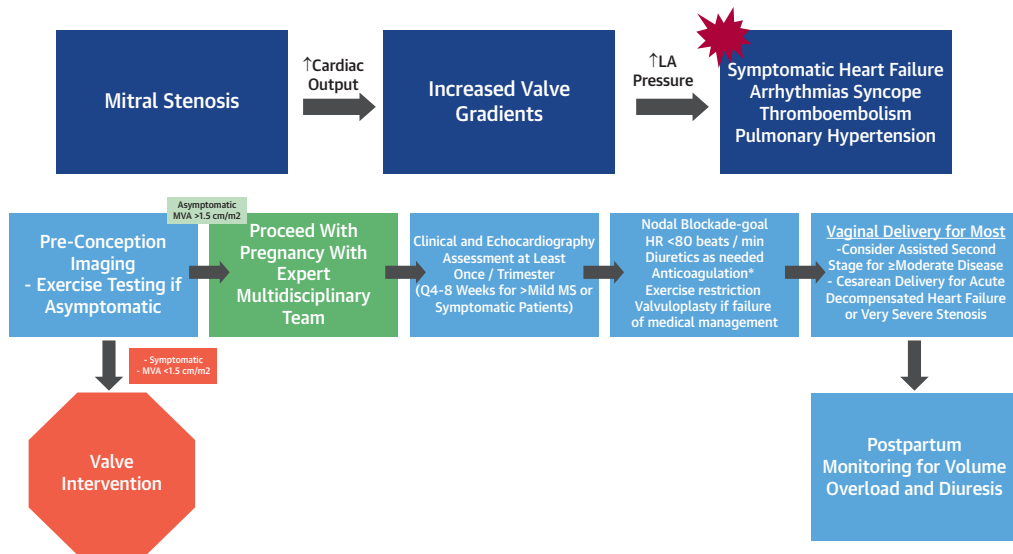 Mitral Stenosis
↑Cardiac
Output
Increased Valve
Gradients
↑LA
Pressure
Symptomatic Heart Failure
Arrhythmias Syncope
Thromboembolism
Pulmonary Hypertension
Pre-Conception
Imaging
- Exercise Testing if
Asymptomatic
Asymptomatic
MVA >1.5 cm/m2
Proceed With
Pregnancy With
Expert
Multidisciplinary
Team
Clinical and Echocardiography
Assessment at Least
Once / Trimester
(Q4-8 Weeks for >Mild MS or
Symptomatic Patients)
Nodal Blockade-goal
HR <80 beats / min
Diuretics as needed
Anticoagulation*
Exercise restriction
Valvuloplasty if failure
of medical management
Vaginal Delivery for Most
-Consider Assisted Second
Stage for ≥Moderate Disease
- Cesarean Delivery for Acute
Decompensated Heart Failure
or Very Severe Stenosis
- Symptomatic
- MVA <1.5 cm/m2
Valve
Intervention
Postpartum
Monitoring for Volume
Overload and Diuresis